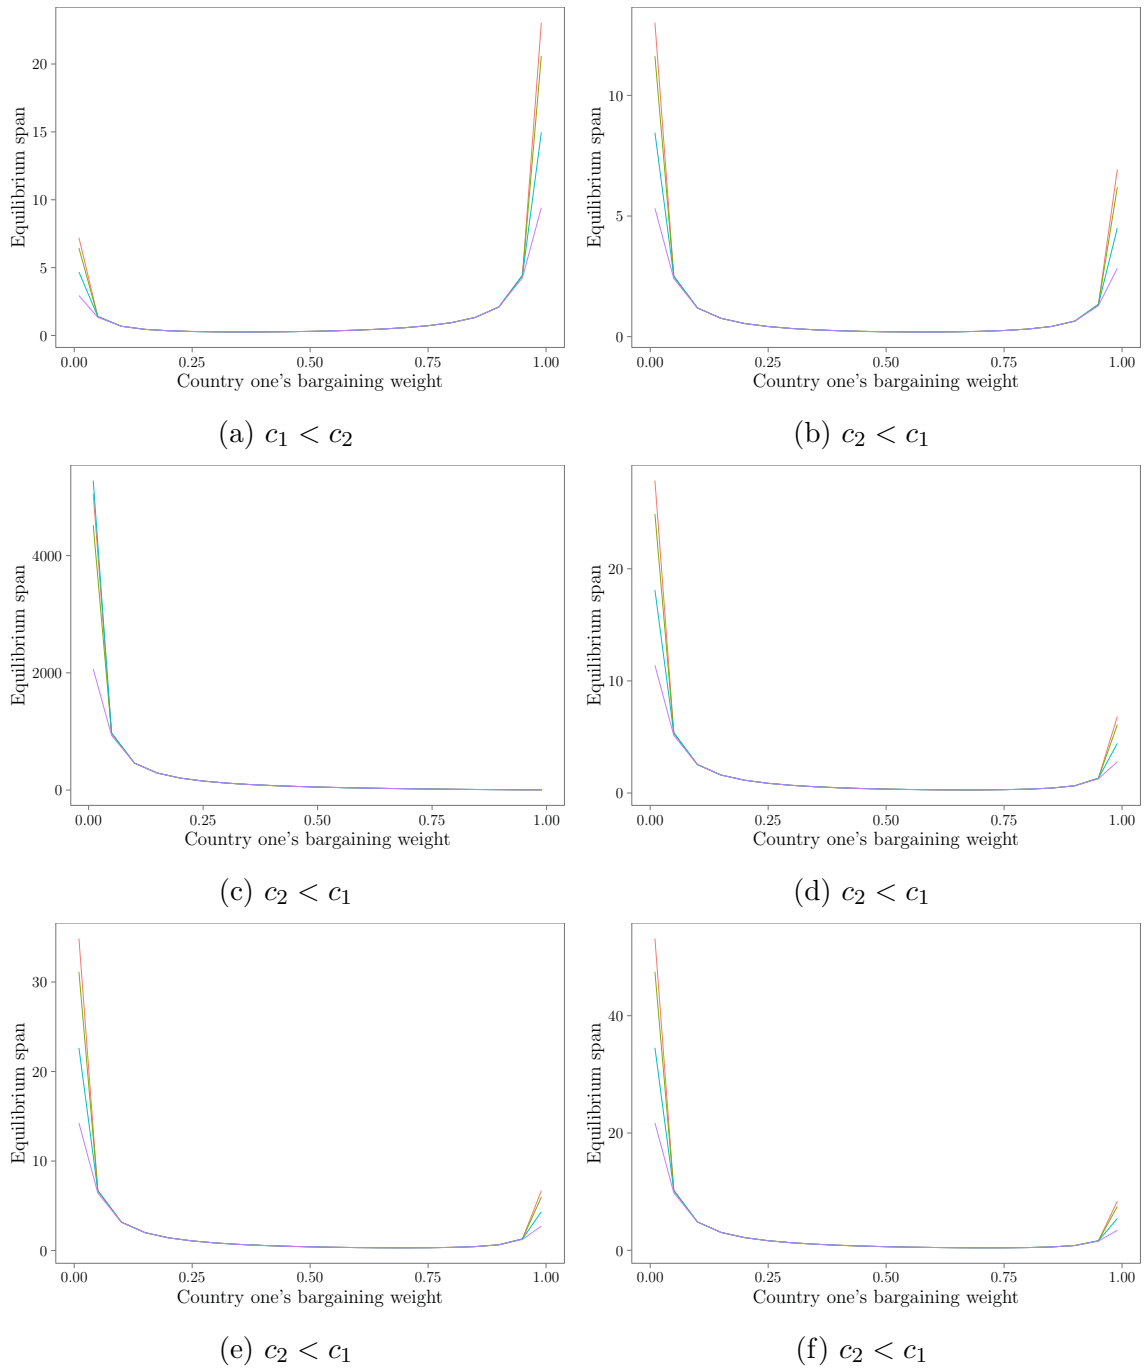 20
15
10
5
0
Equilibrium span
0.00 0.25 0.50 0.75 1.00
Country one's bargaining weight
(a) c₁ < c₂
10
5
0
Equilibrium span
0.00 0.25 0.50 0.75 1.00
Country one's bargaining weight
(b) c₂ < c₁
4000
2000
0
Equilibrium span
0.00 0.25 0.50 0.75 1.00
Country one's bargaining weight
(c) c₂ < c₁
20
10
0
Equilibrium span
0.00 0.25 0.50 0.75 1.00
Country one's bargaining weight
(d) c₂ < c₁
30
20
10
0
Equilibrium span
0.00 0.25 0.50 0.75 1.00
Country one's bargaining weight
(e) c₂ < c₁
40
20
0
Equilibrium span
0.00 0.25 0.50 0.75 1.00
Country one's bargaining weight
(f) c₂ < c₁